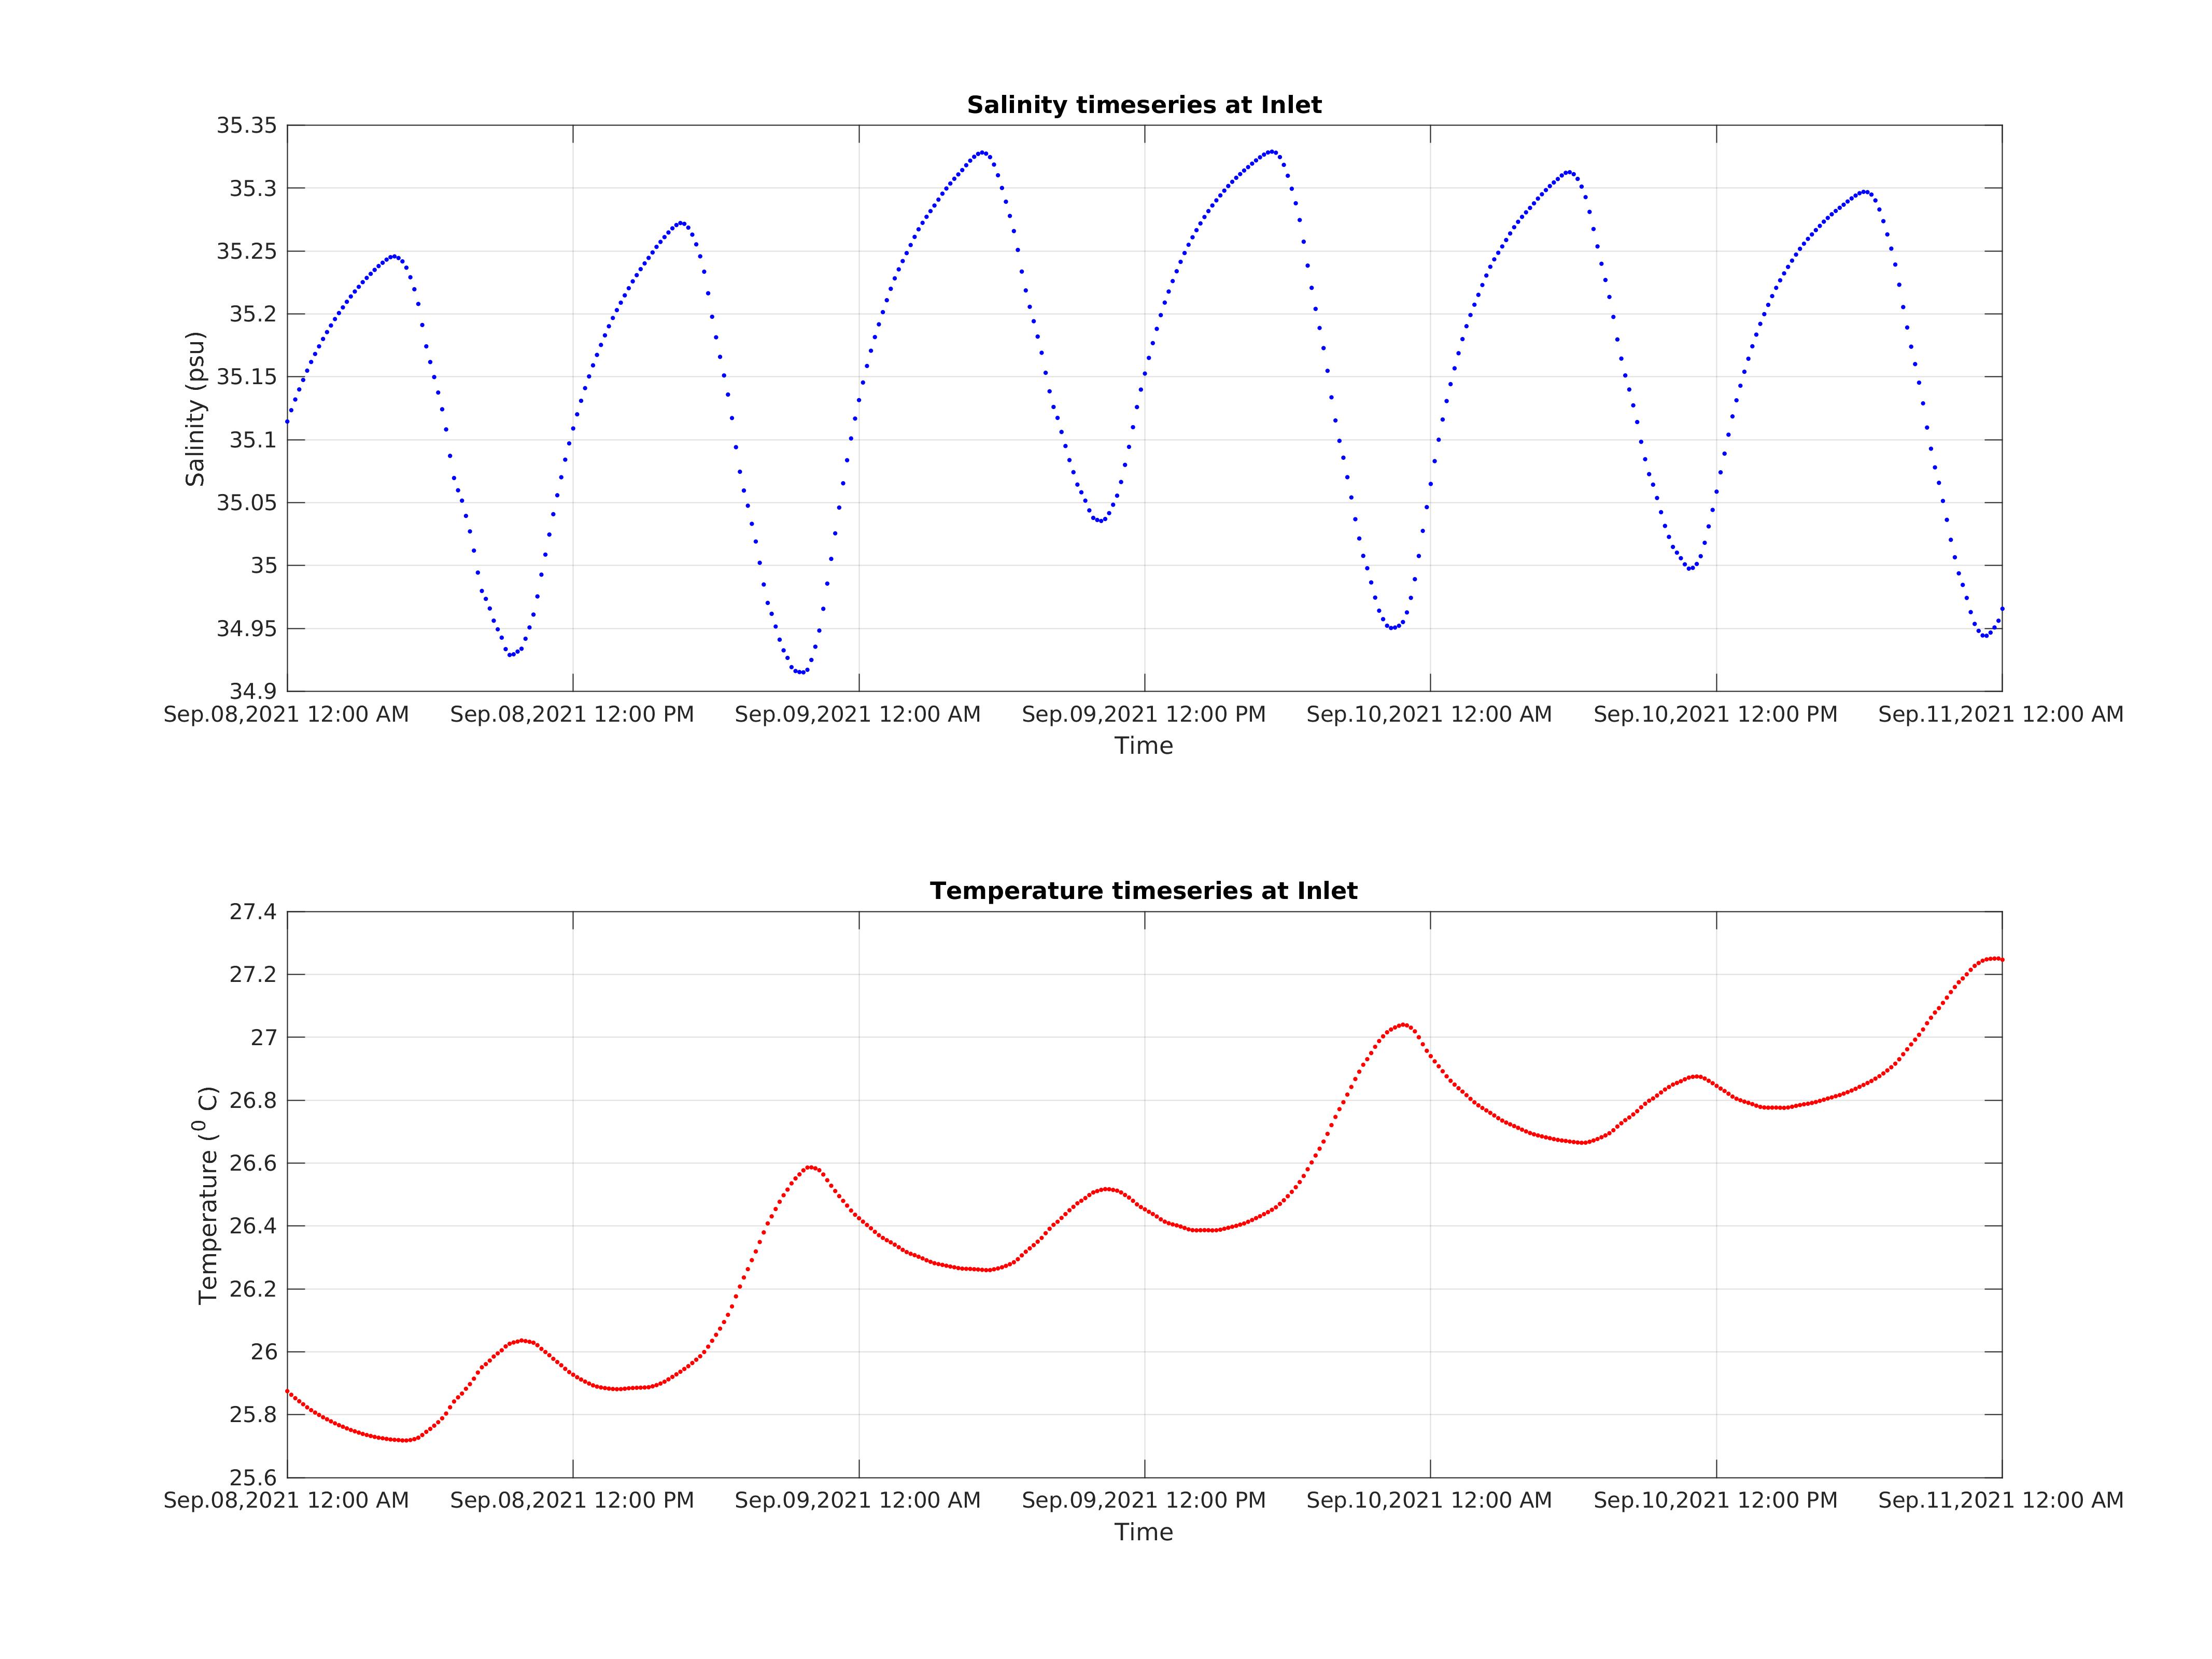 Salinity timeseries at Inlet
35.35
35.3
35.25
35.2
35.15
35.1
35.05
35
34.95
34.9
Salinity (psu)
Sep.08,2021 12:00 AM Sep.08,2021 12:00 PM Sep.09,2021 12:00 AM Sep.09,2021 12:00 PM Sep.10,2021 12:00 AM Sep.10,2021 12:00 PM Sep.11,2021 12:00 AM
Time
Temperature timeseries at Inlet
27.4
27.2
27
26.8
26.6
26.4
26.2
26
25.8
25.6
Temperature (⁰ C)
Sep.08,2021 12:00 AM Sep.08,2021 12:00 PM Sep.09,2021 12:00 AM Sep.09,2021 12:00 PM Sep.10,2021 12:00 AM Sep.10,2021 12:00 PM Sep.11,2021 12:00 AM
Time